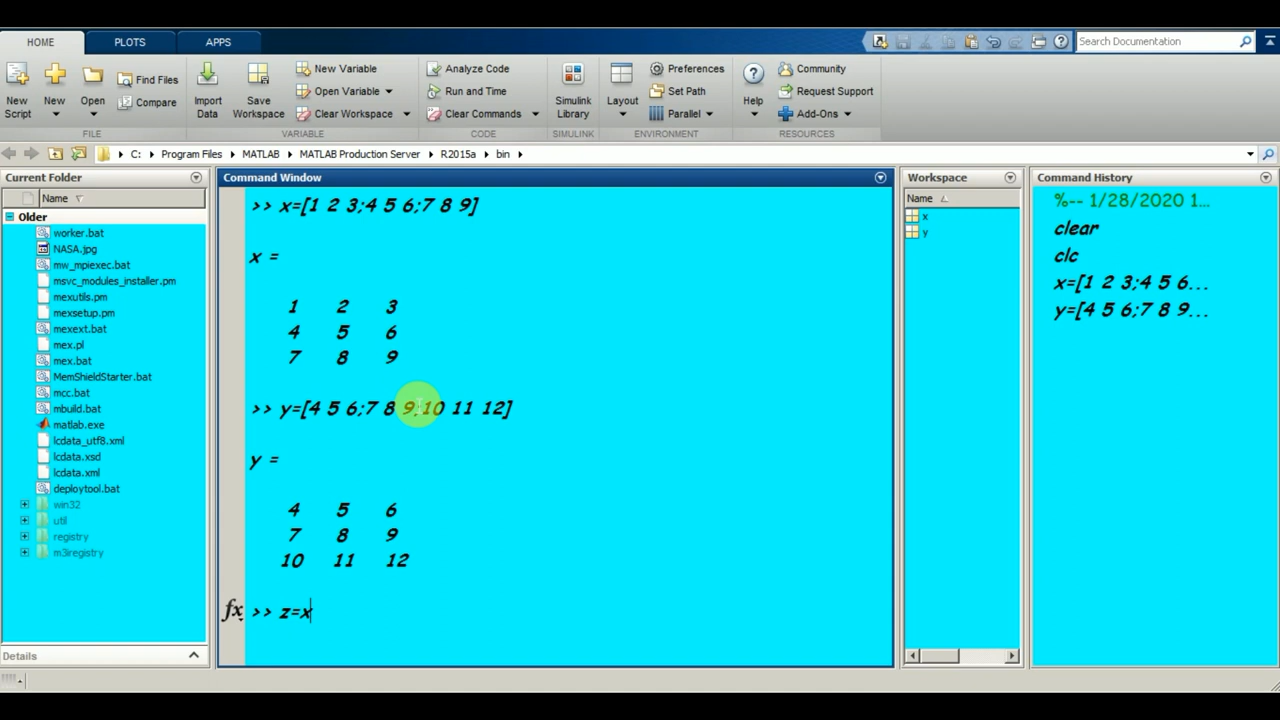 HOME PLOTS APPS Search Documentation
New Script New Open Find Files Compare Import Data Save Workspace New Variable Open Variable Clear Workspace Analyze Code Run and Time Clear Commands Simulink Library Layout Preferences Set Path Parallel Help Community Request Support Add-Ons
FILE VARIABLE CODE SIMULINK ENVIRONMENT RESOURCES
C: Program Files MATLAB MATLAB Production Server R2015a bin
Current Folder
Name
Older
worker.bat
NASA.jpg
mw_mpiexec.bat
msvc_modules_installer.pm
mexutils.pm
mexsetup.pm
mexext.bat
mex.pl
mex.bat
MemShieldStarter.bat
mcc.bat
mbuild.bat
matlab.exe
lcdata_utf8.xml
lcdata.xsd
lcdata.xml
deploytool.bat
win32
util
registry
m3iregistry
Details
Command Window
>> x=[1 2 3;4 5 6;7 8 9]
x =
1 2 3
4 5 6
7 8 9
>> y=[4 5 6;7 8 9;10 11 12]
y =
4 5 6
7 8 9
10 11 12
fx >> z=x
Workspace
Name
x
y
Command History
%-- 1/28/2020 1...
clear
clc
x=[1 2 3;4 5 6...
y=[4 5 6;7 8 9...